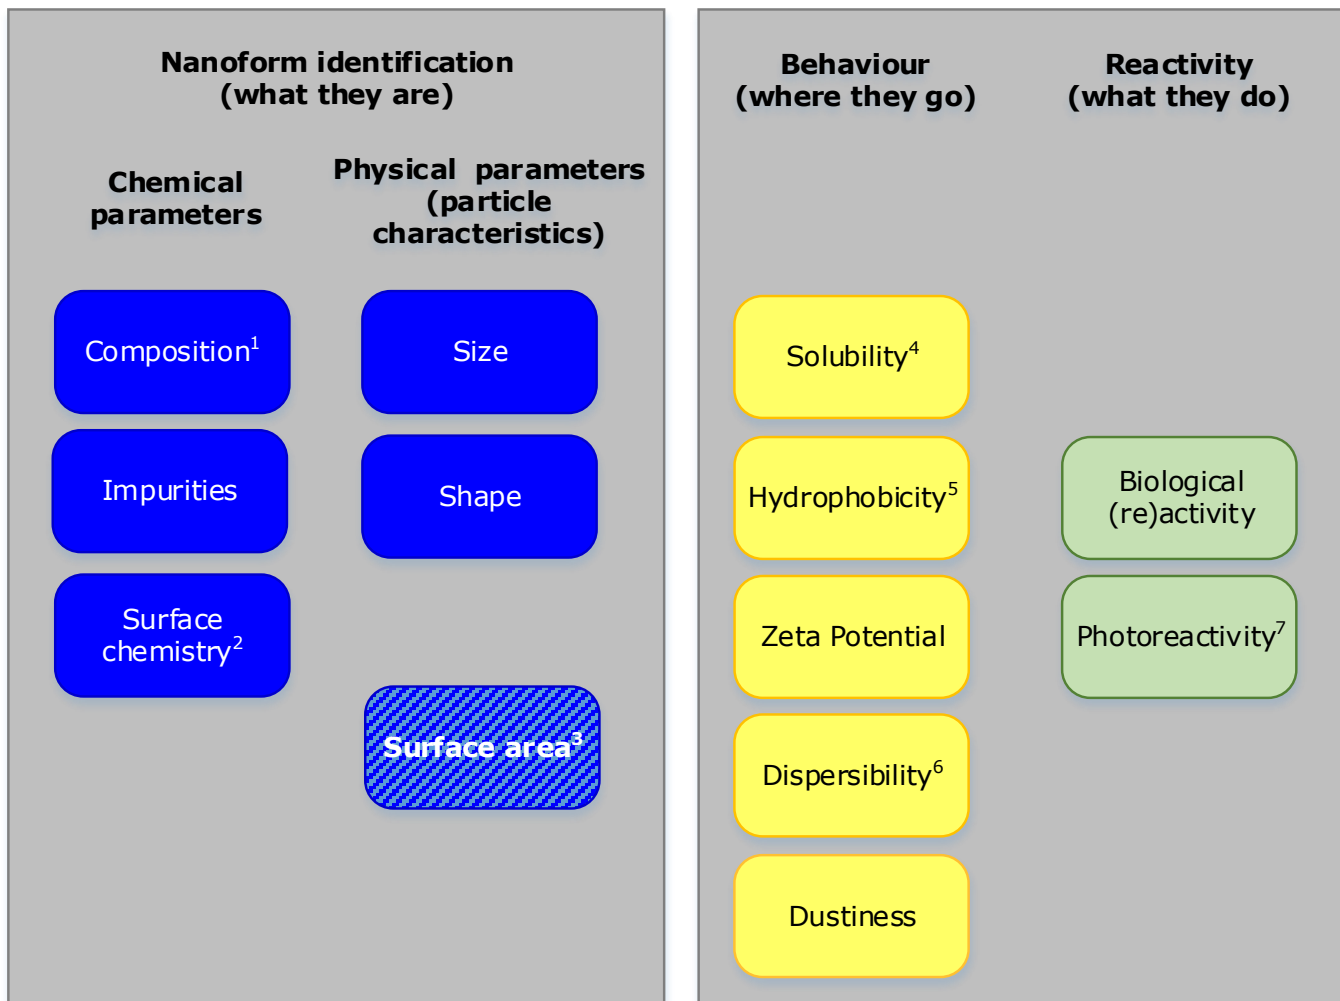 Nanoform identification
(what they are)
Chemical
parameters
Physical parameters
(particle
characteristics)
Composition¹
Impurities
Surface
chemistry²
Size
Shape
Surface area³
Behaviour
(where they go)
Solubility⁴
Hydrophobicity⁵
Zeta Potential
Dispersibility⁶
Dustiness
Reactivity
(what they do)
Biological
(re)activity
Photoreactivity⁷